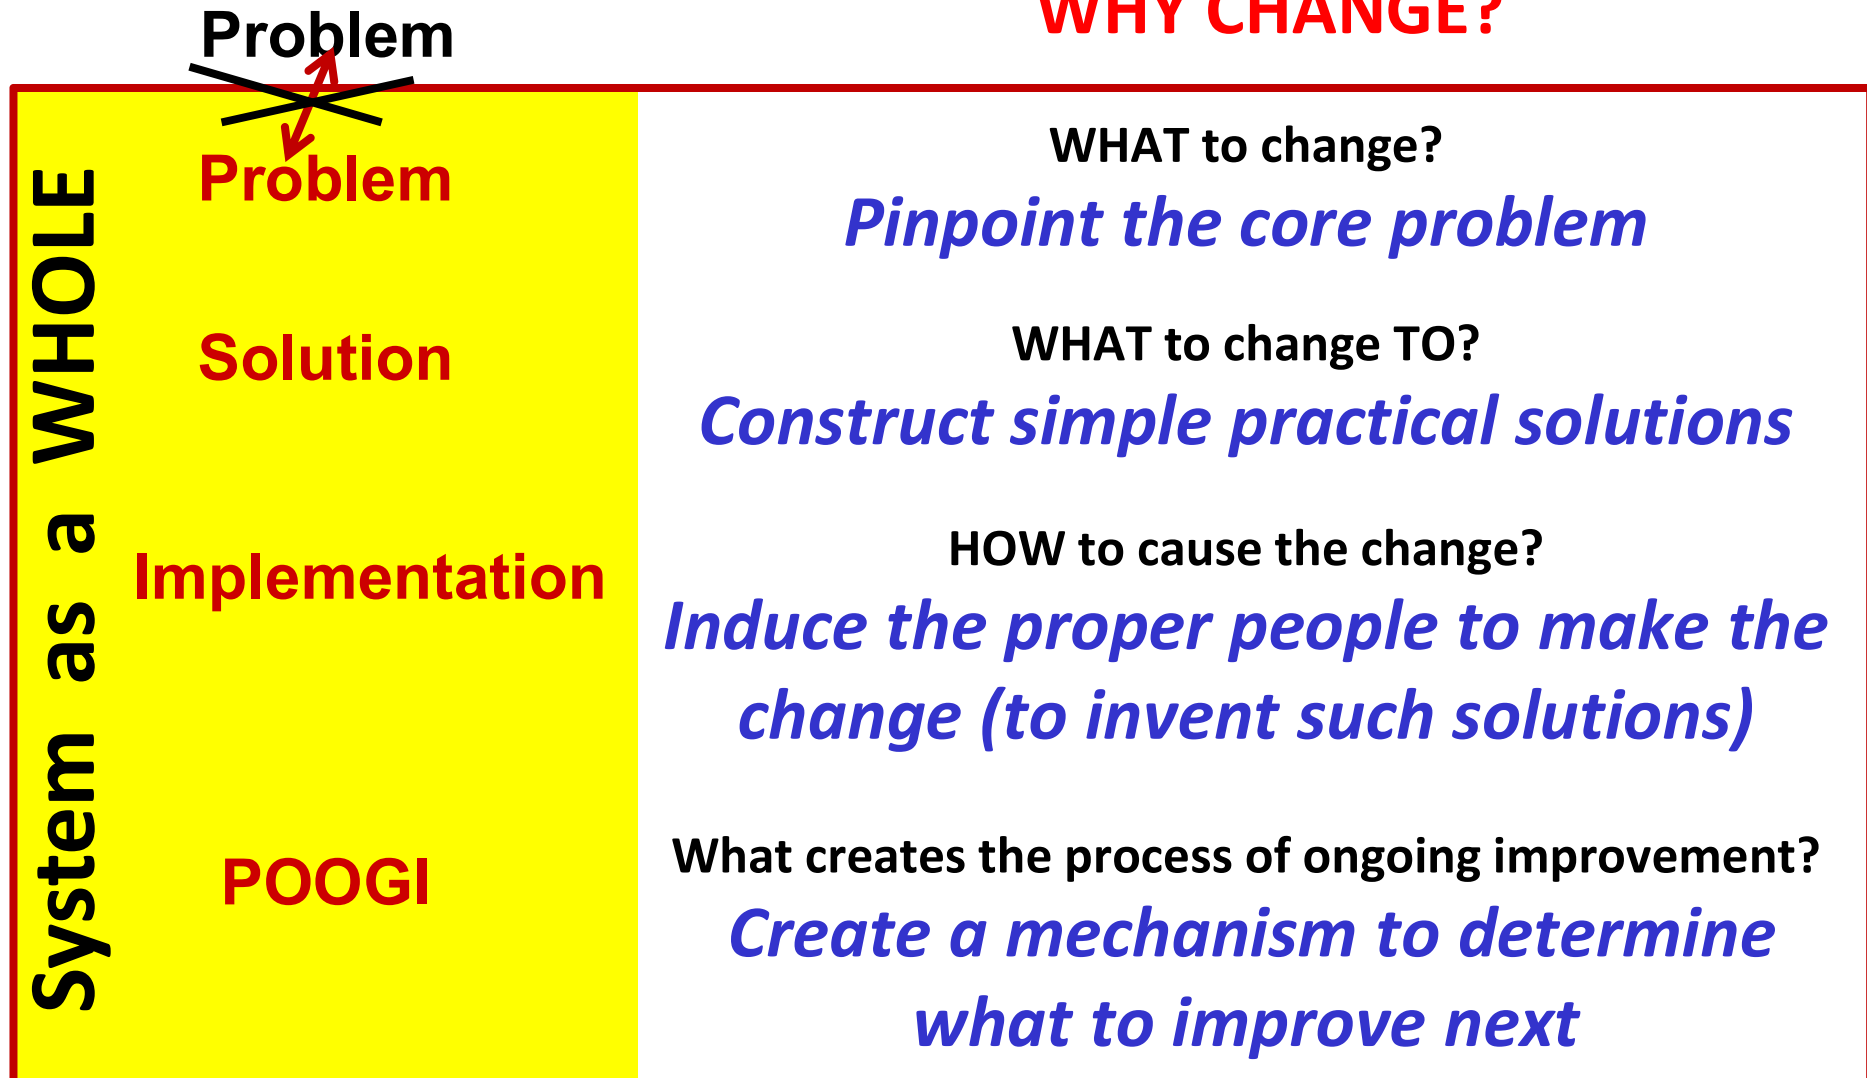 Problem
WHY CHANGE?
System as a WHOLE
Problem
WHAT to change?
Pinpoint the core problem
Solution
WHAT to change TO?
Construct simple practical solutions
Implementation
HOW to cause the change?
Induce the proper people to make the
change (to invent such solutions)
POOGI
What creates the process of ongoing improvement?
Create a mechanism to determine
what to improve next